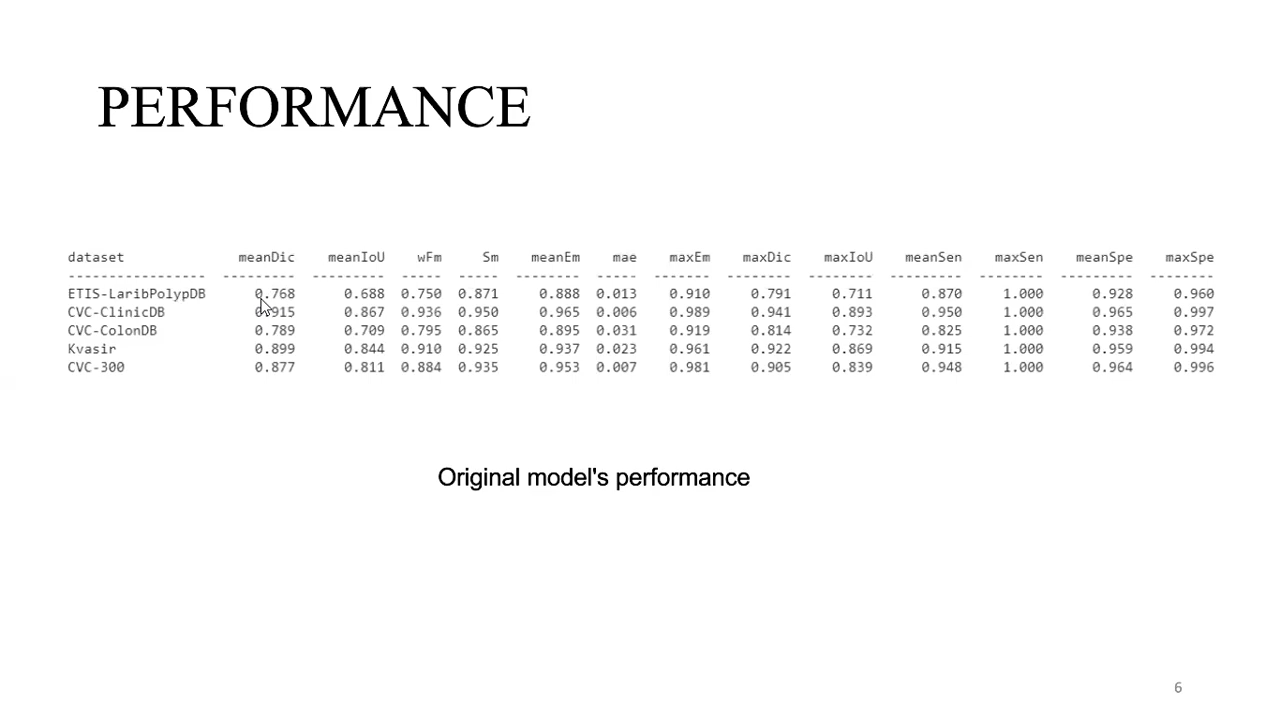 PERFORMANCE
dataset meanDic meanIoU wFm Sm meanEm mae maxEm maxDic maxIoU meanSen maxSen meanSpe maxSpe
----------------- --------- --------- ----- ----- --------- ----- ------- -------- -------- --------- -------- --------- --------
ETIS-LaribPolypDB 0.768 0.688 0.750 0.871 0.888 0.013 0.910 0.791 0.711 0.870 1.000 0.928 0.960
CVC-ClinicDB 0.915 0.867 0.936 0.950 0.965 0.006 0.989 0.941 0.893 0.950 1.000 0.965 0.997
CVC-ColonDB 0.789 0.709 0.795 0.865 0.895 0.031 0.919 0.814 0.732 0.825 1.000 0.938 0.972
Kvasir 0.899 0.844 0.910 0.925 0.937 0.023 0.961 0.922 0.869 0.915 1.000 0.959 0.994
CVC-300 0.877 0.811 0.884 0.935 0.953 0.007 0.981 0.905 0.839 0.948 1.000 0.964 0.996
Original model's performance
6